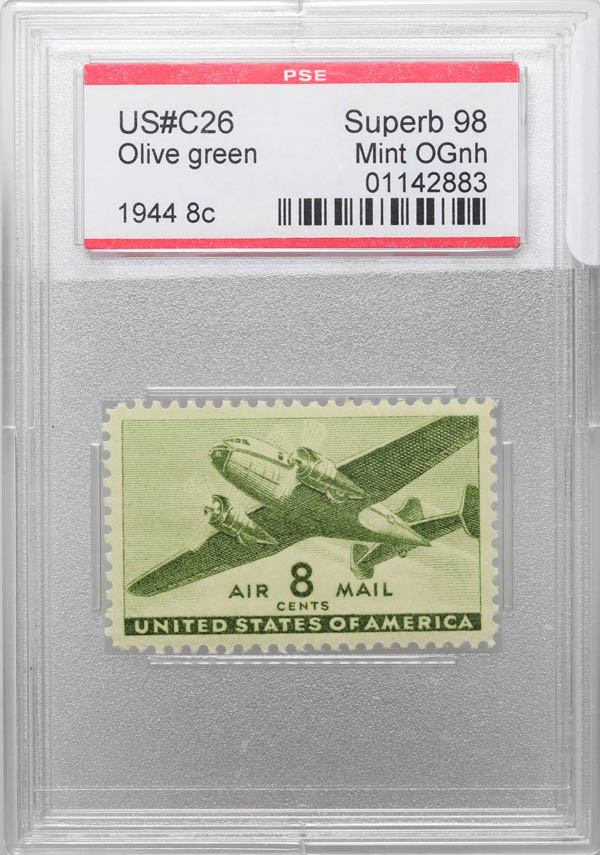 PSE
US#C26
Superb 98
Olive green
Mint OGnh
01142883
1944 8c
AIR 8 MAIL
CENTS
UNITED STATES OF AMERICA